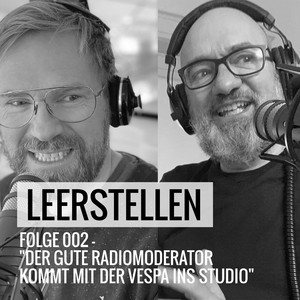 LEERSTELLEN
FOLGE 002 -
"DER GUTE RADIOMODERATOR
KOMMT MIT DER VESPA INS STUDIO"